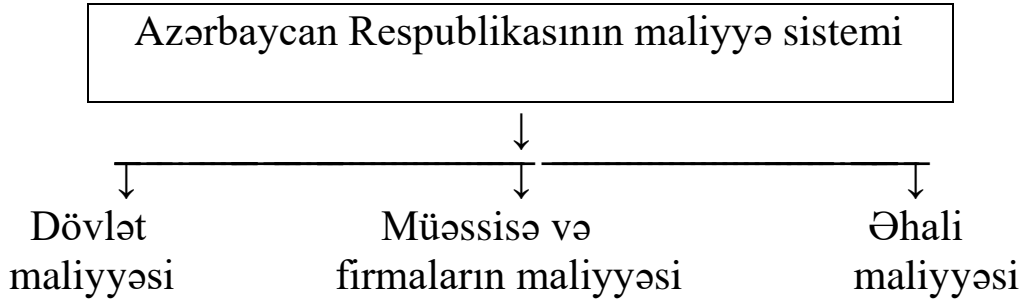 Azərbaycan Respublikasının maliyyə sistemi
Dövlət
maliyyəsi
Müəssisə və
firmaların maliyyəsi
Əhali
maliyyəsi